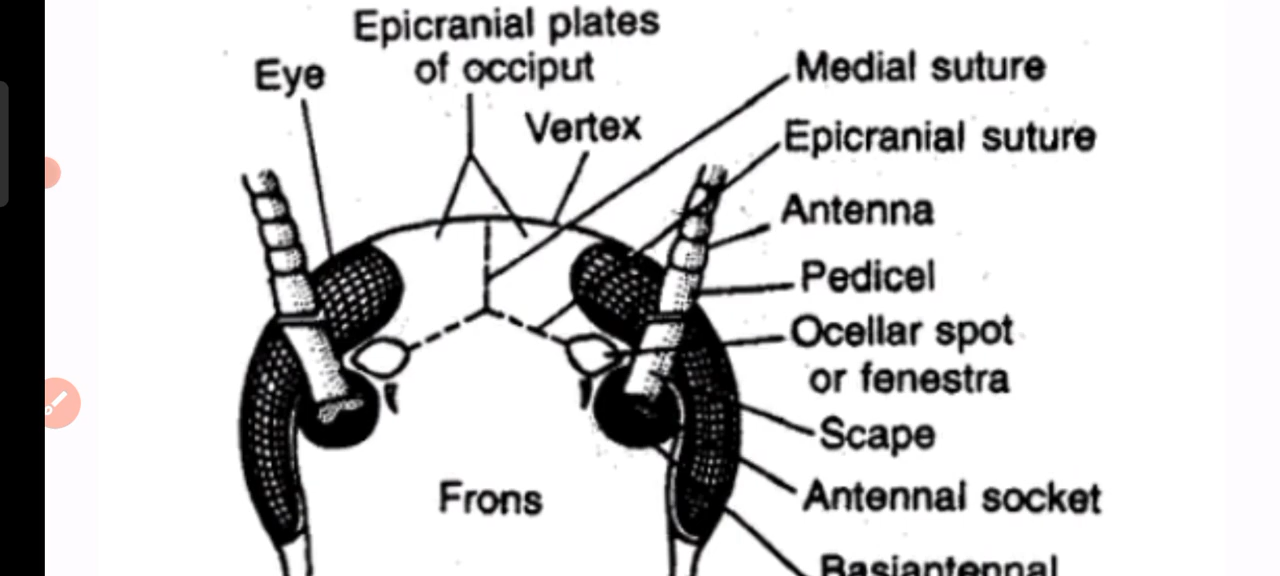 Epicranial plates
of occiput
Eye
Vertex
Medial suture
Epicranial suture
Antenna
Pedicel
Ocellar spot
or fenestra
Scape
Antennal socket
Frons
Basiantennal